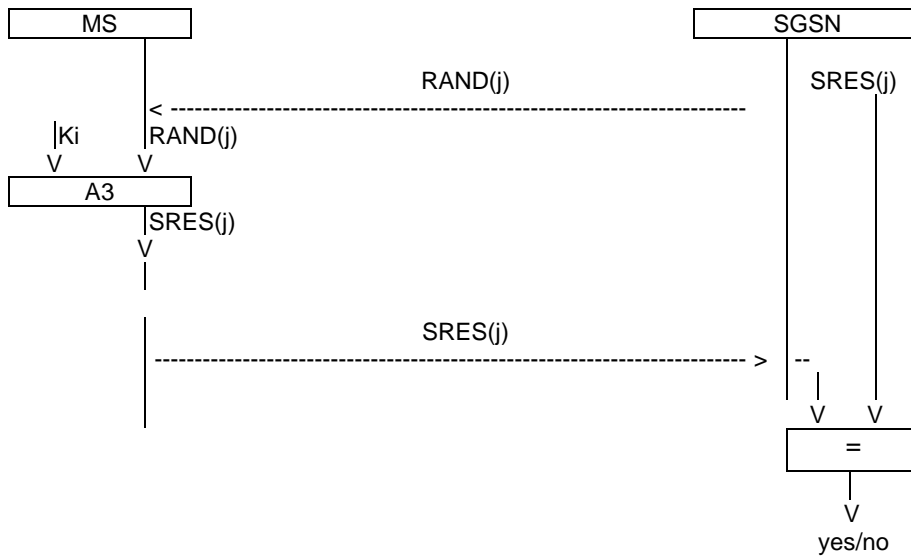 MS SGSN
RAND(j) SRES(j)
< ----------------------------------------------------------------
Ki RAND(j)
V V
A3
SRES(j)
V
SRES(j)
---------------------------------------------------------------- > --
V V
=
V
yes/no